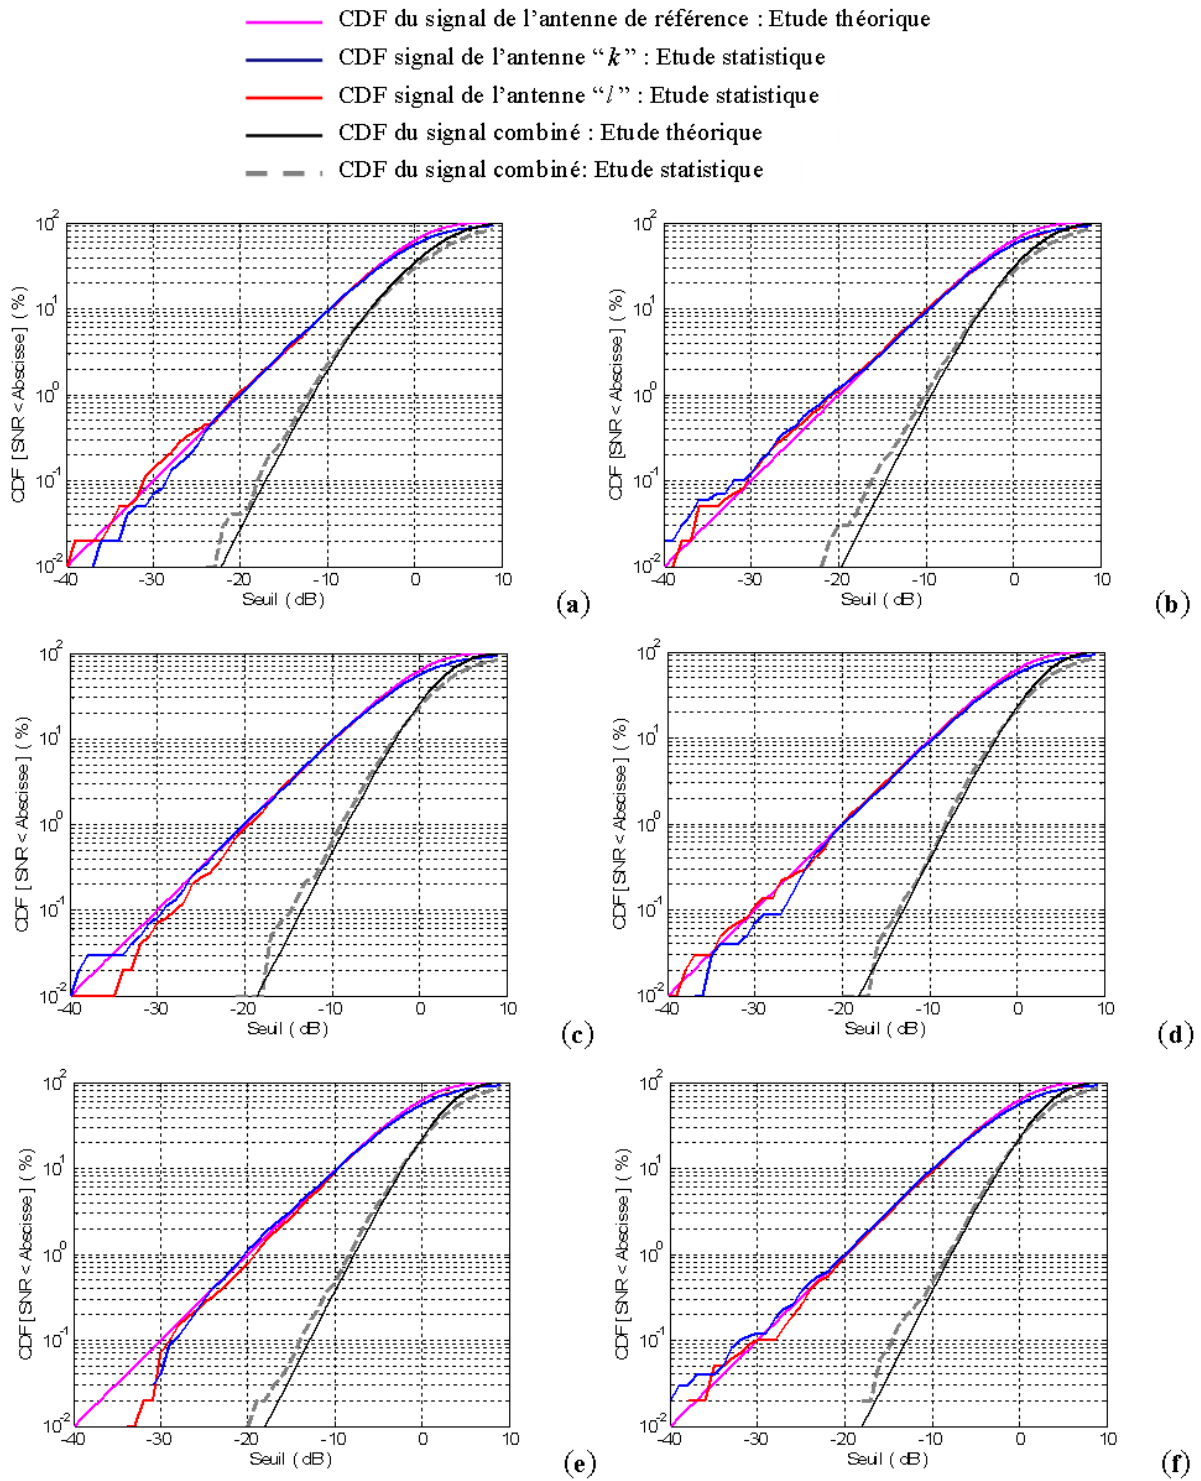 CDF du signal de l'antenne de référence : Etude théorique
CDF signal de l'antenne “k” : Etude statistique
CDF signal de l'antenne “l” : Etude statistique
CDF du signal combiné : Etude théorique
CDF du signal combiné: Etude statistique
CDF [SNR < Abscisse] (%)
10^2
10^1
10^0
10^-1
10^-2
-40 -30 -20 -10 0 10
Seuil (dB)
(a)
CDF [SNR < Abscisse] (%)
10^2
10^1
10^0
10^-1
10^-2
-40 -30 -20 -10 0 10
Seuil (dB)
(b)
CDF [SNR < Abscisse] (%)
10^2
10^1
10^0
10^-1
10^-2
-40 -30 -20 -10 0 10
Seuil (dB)
(c)
CDF [SNR < Abscisse] (%)
10^2
10^1
10^0
10^-1
10^-2
-40 -30 -20 -10 0 10
Seuil (dB)
(d)
CDF [SNR < Abscisse] (%)
10^2
10^1
10^0
10^-1
10^-2
-40 -30 -20 -10 0 10
Seuil (dB)
(e)
CDF [SNR < Abscisse] (%)
10^2
10^1
10^0
10^-1
10^-2
-40 -30 -20 -10 0 10
Seuil (dB)
(f)